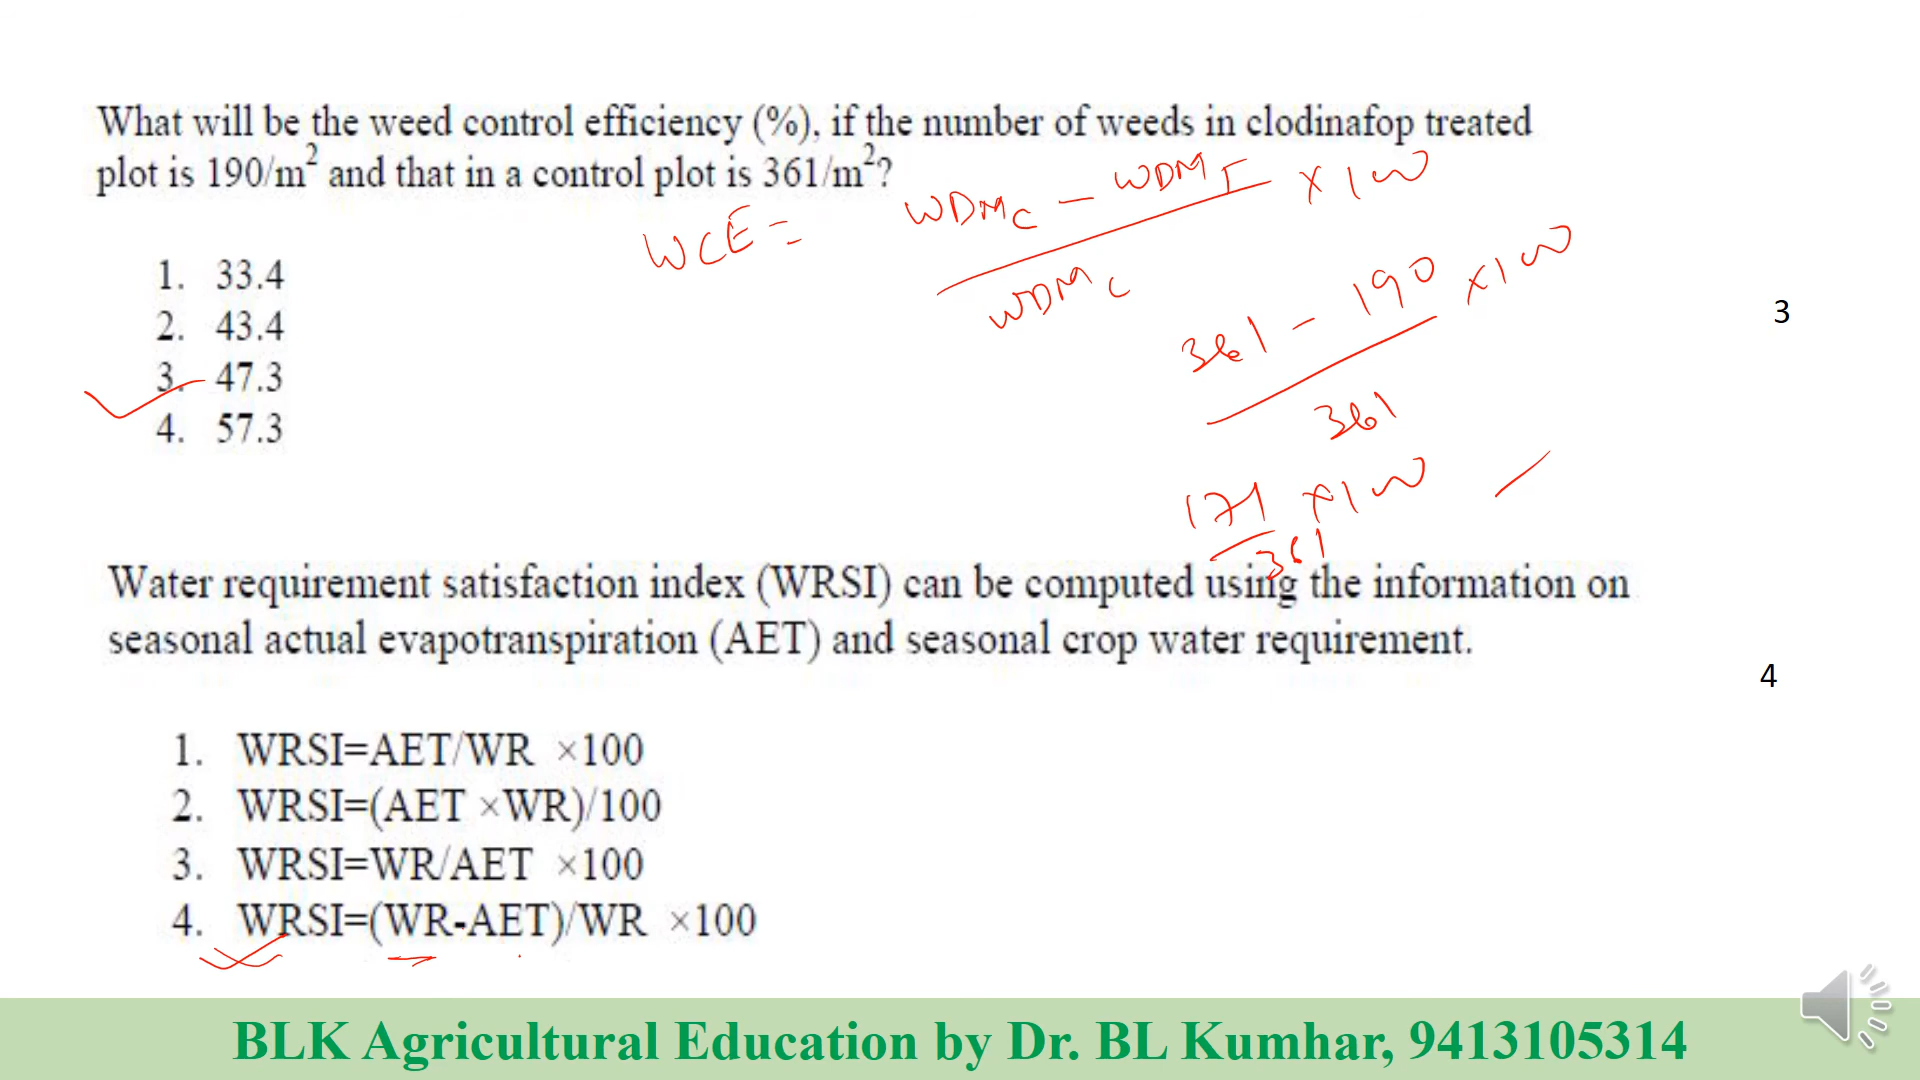 What will be the weed control efficiency (%), if the number of weeds in clodinafop treated
plot is 190/m² and that in a control plot is 361/m²?
WCE = WDMc - WDMT × 100
WDMc
1. 33.4
2. 43.4
3. 47.3
4. 57.3
361 - 190 × 100
361
3
171 × 100
361
Water requirement satisfaction index (WRSI) can be computed using the information on
seasonal actual evapotranspiration (AET) and seasonal crop water requirement.
4
1. WRSI=AET/WR ×100
2. WRSI=(AET ×WR)/100
3. WRSI=WR/AET ×100
4. WRSI=(WR-AET)/WR ×100
BLK Agricultural Education by Dr. BL Kumhar, 9413105314